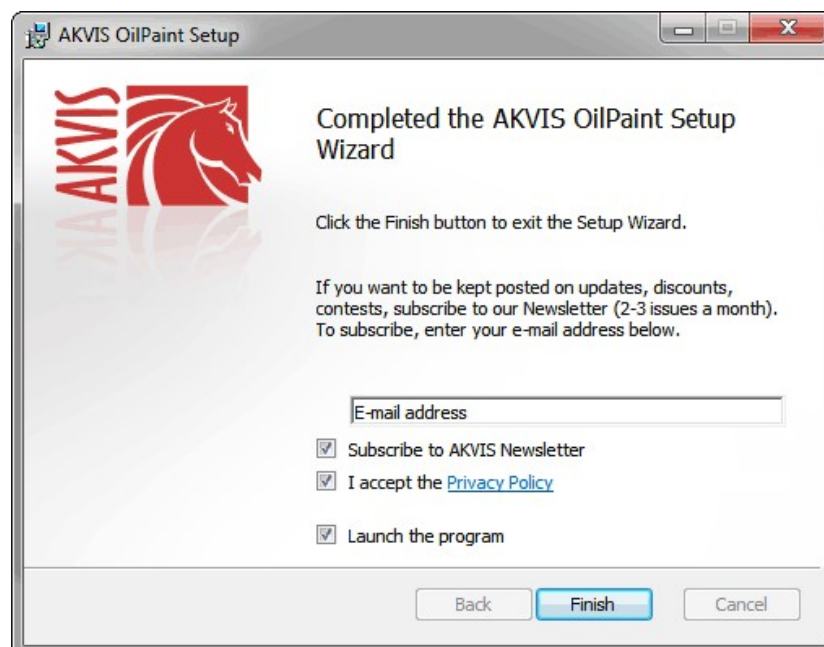 AKVIS OilPaint Setup
AKVIS
Completed the AKVIS OilPaint Setup
Wizard
Click the Finish button to exit the Setup Wizard.
If you want to be kept posted on updates, discounts,
contests, subscribe to our Newsletter (2-3 issues a month).
To subscribe, enter your e-mail address below.
E-mail address
Subscribe to AKVIS Newsletter
I accept the Privacy Policy
Launch the program
Back
Finish
Cancel